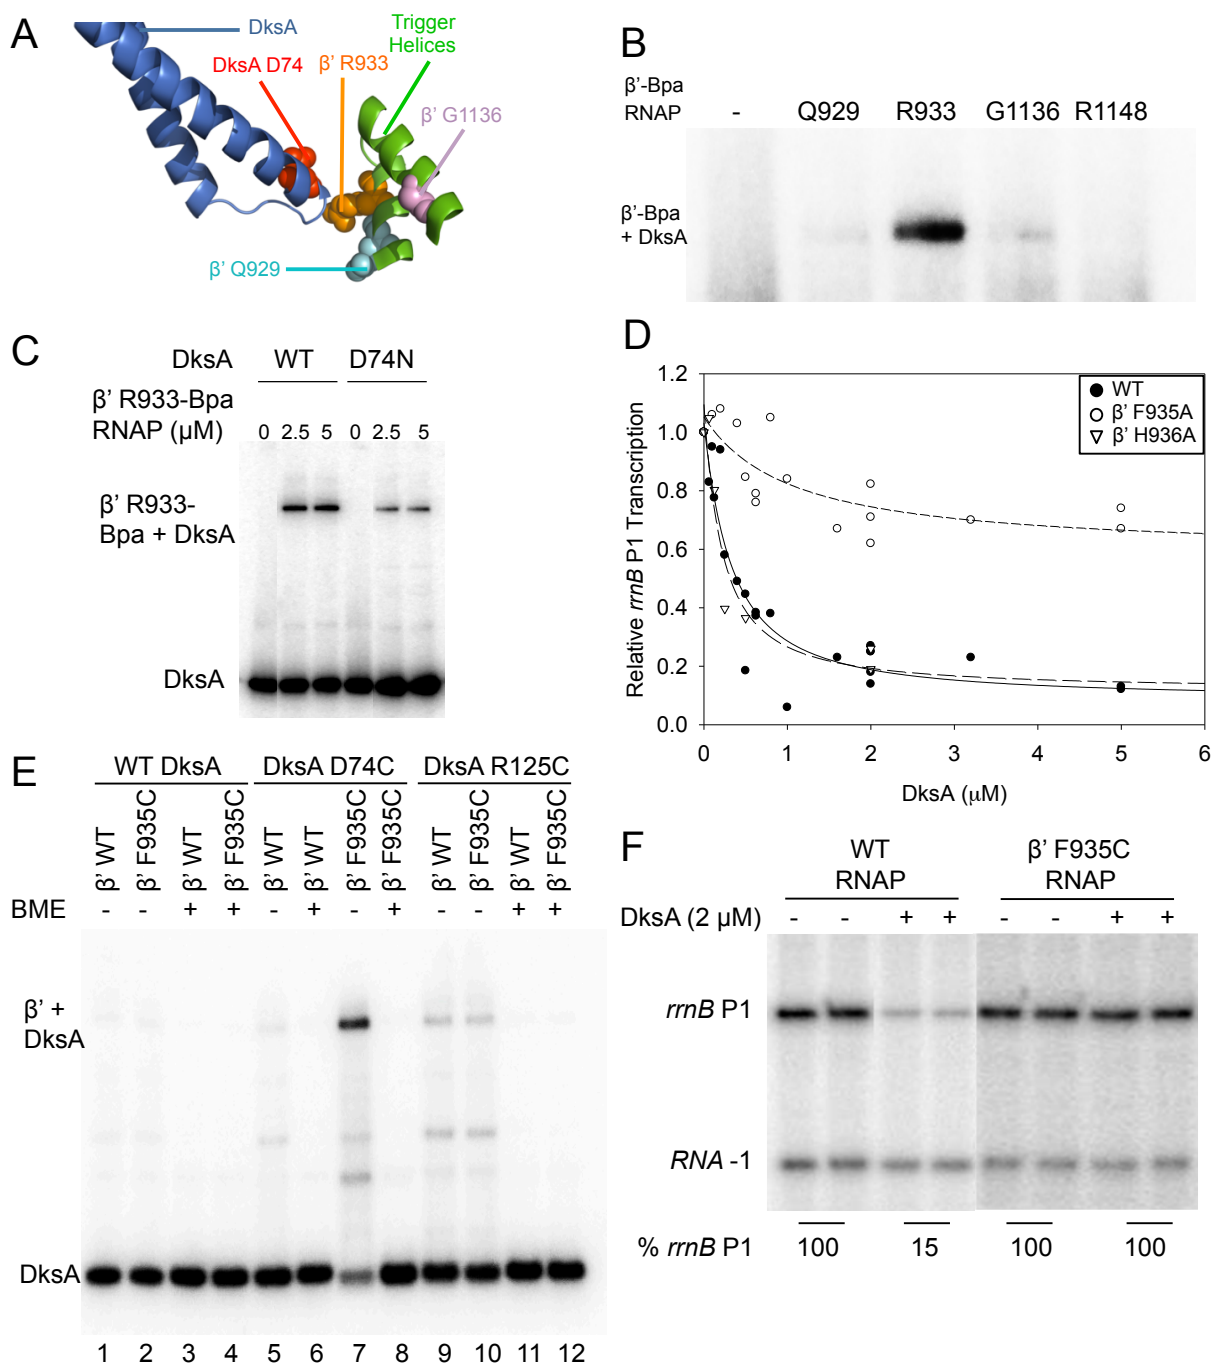 A
DksA
DksA D74
β' R933
Trigger
Helices
β' G1136
β' Q929
B
β'-Bpa
RNAP
- Q929 R933 G1136 R1148
β'-Bpa
+ DksA
C
DksA WT D74N
β' R933-Bpa
RNAP (μM) 0 2.5 5 0 2.5 5
β' R933-
Bpa + DksA
DksA
D
Relative rrnB P1 Transcription
1.2
1.0
0.8
0.6
0.4
0.2
0.0
WT
β' F935A
β' H936A
0 1 2 3 4 5 6
DksA (μM)
E
WT DksA DksA D74C DksA R125C
β' WT β' F935C β' WT β' F935C β' WT β' WT β' F935C β' F935C β' WT β' F935C β' WT β' F935C
BME - - + + - + - + - - + +
β' +
DksA
DksA
1 2 3 4 5 6 7 8 9 10 11 12
F
WT
RNAP
β' F935C
RNAP
DksA (2 μM) - - + + - - + +
rrnB P1
RNA -1
% rrnB P1 100 15 100 100